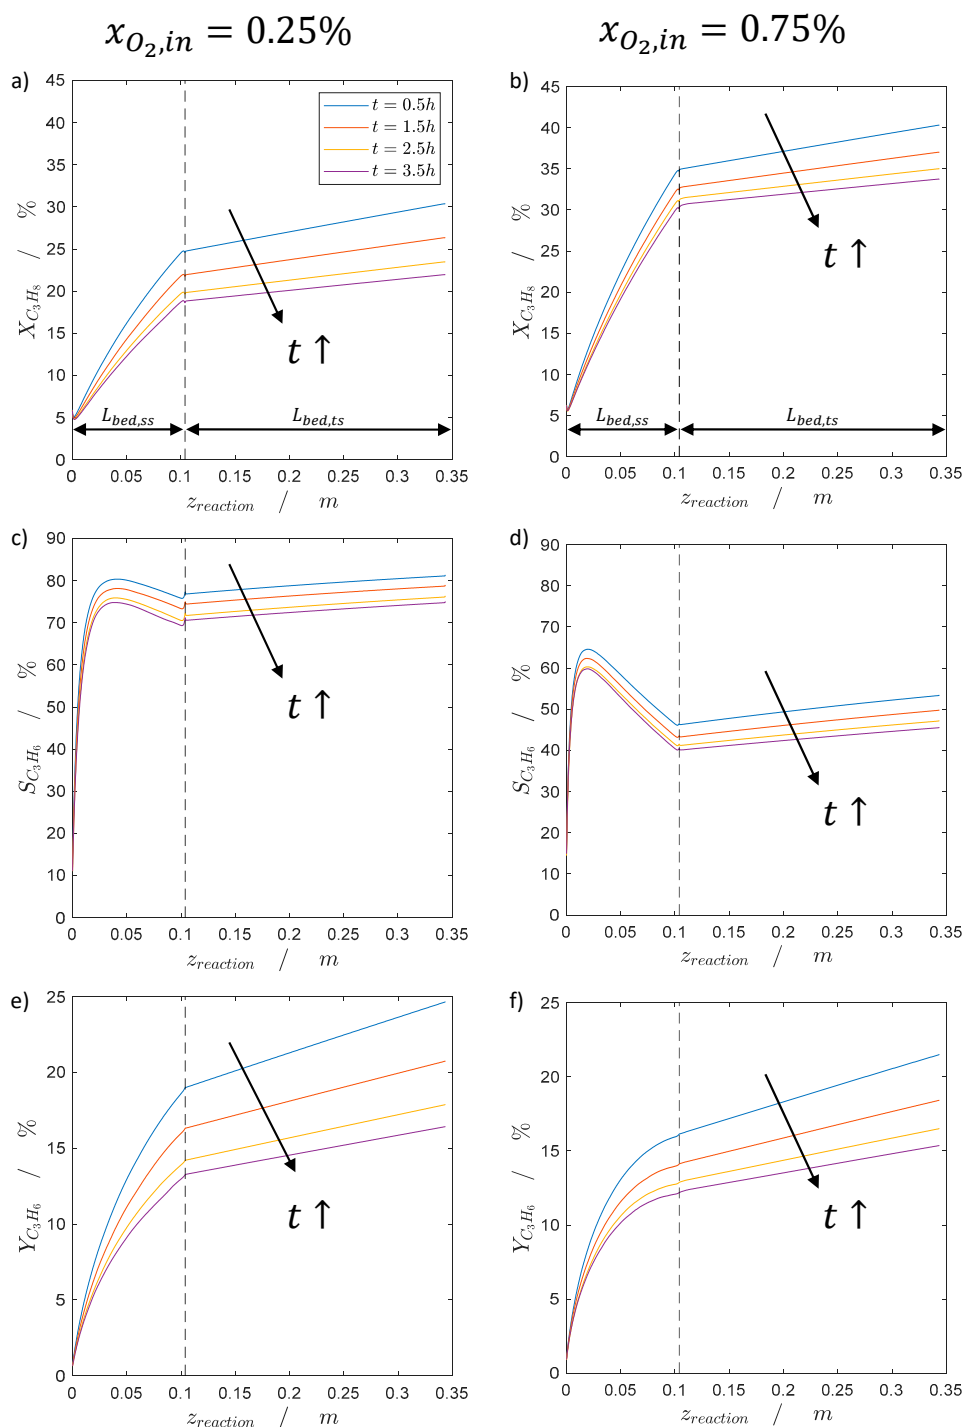 x_{O_2,in} = 0.25%
x_{O_2,in} = 0.75%
a)
X_{C_3H_8} / %
45
40
35
30
25
20
15
10
5
0
t = 0.5h
t = 1.5h
t = 2.5h
t = 3.5h
t ↑
L_{bed,ss}
L_{bed,ts}
0 0.05 0.1 0.15 0.2 0.25 0.3 0.35
z_{reaction} / m
b)
X_{C_3H_8} / %
45
40
35
30
25
20
15
10
5
0
t ↑
L_{bed,ss}
L_{bed,ts}
0 0.05 0.1 0.15 0.2 0.25 0.3 0.35
z_{reaction} / m
c)
S_{C_3H_6} / %
90
80
70
60
50
40
30
20
10
0
t ↑
0 0.05 0.1 0.15 0.2 0.25 0.3 0.35
z_{reaction} / m
d)
S_{C_3H_6} / %
90
80
70
60
50
40
30
20
10
0
t ↑
0 0.05 0.1 0.15 0.2 0.25 0.3 0.35
z_{reaction} / m
e)
Y_{C_3H_6} / %
25
20
15
10
5
0
t ↑
0 0.05 0.1 0.15 0.2 0.25 0.3 0.35
z_{reaction} / m
f)
Y_{C_3H_6} / %
25
20
15
10
5
0
t ↑
0 0.05 0.1 0.15 0.2 0.25 0.3 0.35
z_{reaction} / m